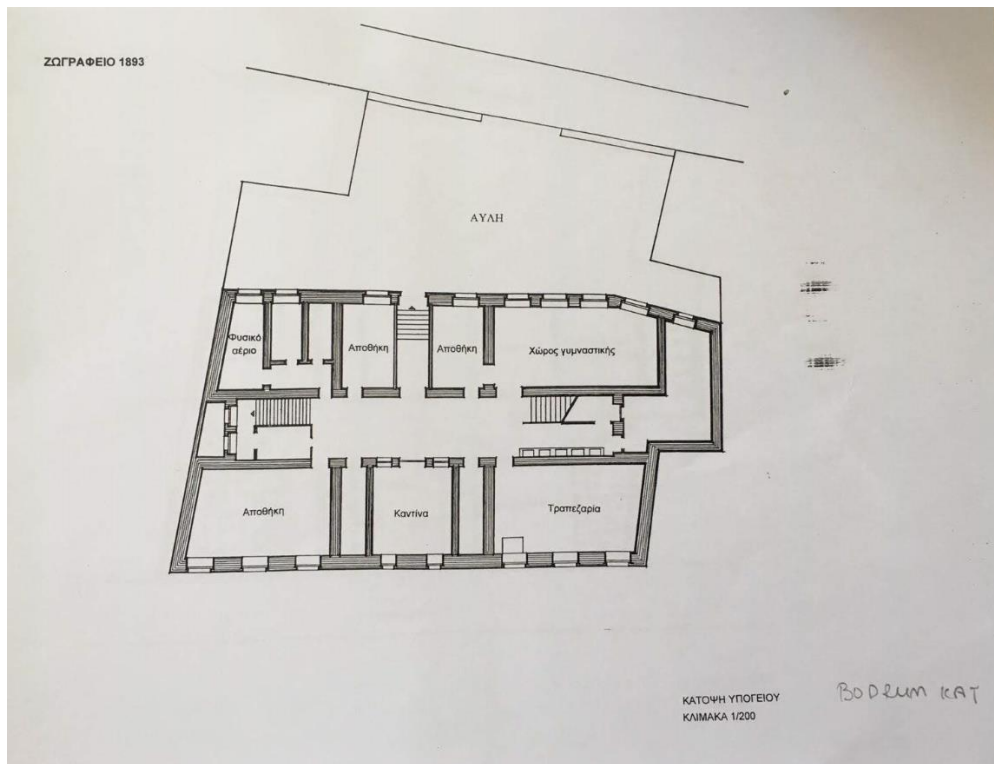 ΖΩΓΡΑΦΕΙΟ 1893
ΑΥΛΗ
Φυσικό
αέριο
Αποθήκη
Αποθήκη
Χώρος γυμναστικής
Αποθήκη
Καντίνα
Τραπεζαρία
ΚΑΤΟΨΗ ΥΠΟΓΕΙΟΥ
ΚΛΙΜΑΚΑ 1/200
BODRUM KAT